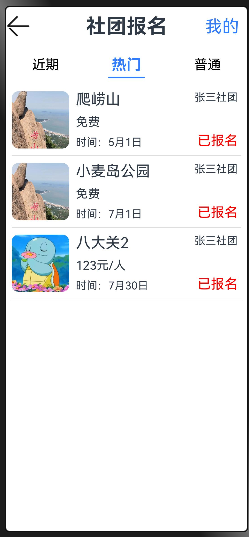 社团报名 我的
近期 热门 普通
爬崂山 张三社团
免费
时间：5月1日 已报名
小麦岛公园 张三社团
免费
时间：7月1日 已报名
八大关2 张三社团
123元/人
时间：7月30日 已报名